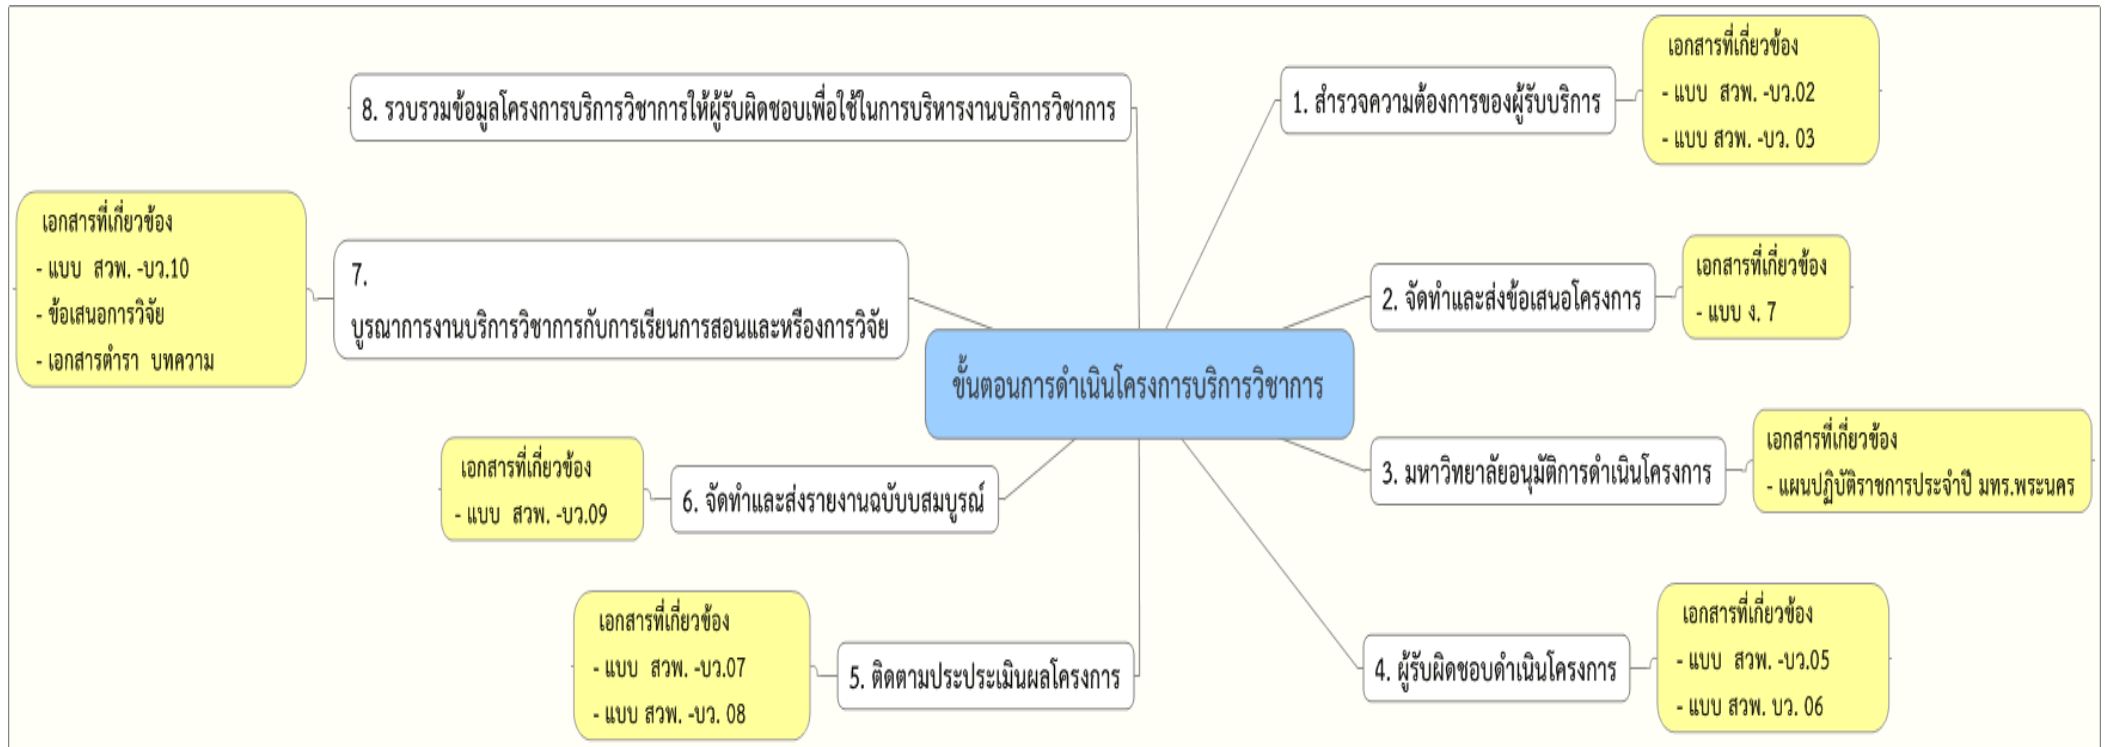 ขั้นตอนการดำเนินโครงการบริการวิชาการ
1. สำรวจความต้องการของผู้รับบริการ
เอกสารที่เกี่ยวข้อง
- แบบ สวพ. -บว.02
- แบบ สวพ. -บว. 03
2. จัดทำและส่งข้อเสนอโครงการ
เอกสารที่เกี่ยวข้อง
- แบบ ง. 7
3. มหาวิทยาลัยอนุมัติการดำเนินโครงการ
เอกสารที่เกี่ยวข้อง
- แผนปฏิบัติราชการประจำปี มทร.พระนคร
4. ผู้รับผิดชอบดำเนินโครงการ
เอกสารที่เกี่ยวข้อง
- แบบ สวพ. -บว.05
- แบบ สวพ. บว. 06
5. ติดตามประประเมินผลโครงการ
เอกสารที่เกี่ยวข้อง
- แบบ สวพ. -บว.07
- แบบ สวพ. -บว. 08
6. จัดทำและส่งรายงานฉบับบสมบูรณ์
เอกสารที่เกี่ยวข้อง
- แบบ สวพ. -บว.09
7.
บูรณาการงานบริการวิชาการกับการเรียนการสอนและหรืองการวิจัย
เอกสารที่เกี่ยวข้อง
- แบบ สวพ. -บว.10
- ข้อเสนอการวิจัย
- เอกสารตำรา บทความ
8. รวบรวมข้อมูลโครงการบริการวิชาการให้ผู้รับผิดชอบเพื่อใช้ในการบริหารงานบริการวิชาการ